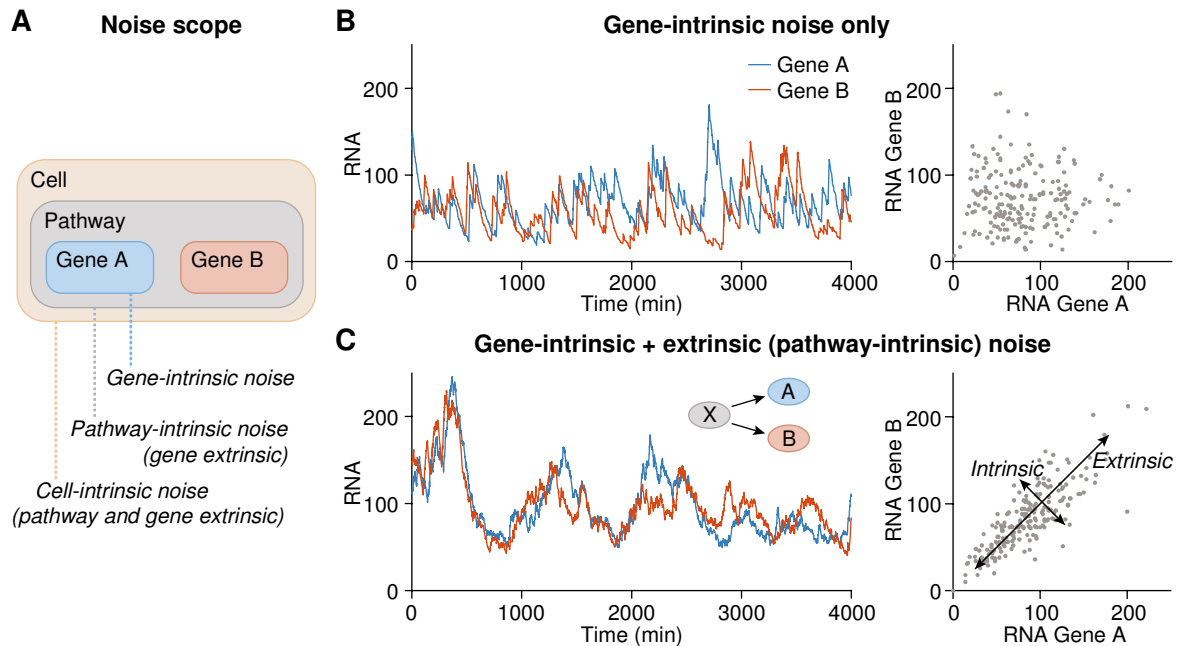 A
Noise scope
Cell
Pathway
Gene A
Gene B
Gene-intrinsic noise
Pathway-intrinsic noise
(gene extrinsic)
Cell-intrinsic noise
(pathway and gene extrinsic)
B
Gene-intrinsic noise only
RNA
200
100
0
Gene A
Gene B
0
1000
2000
3000
4000
Time (min)
RNA Gene B
200
100
0
0
100
200
RNA Gene A
C
Gene-intrinsic + extrinsic (pathway-intrinsic) noise
RNA
200
100
0
X
A
B
0
1000
2000
3000
4000
Time (min)
RNA Gene B
200
100
0
Intrinsic
Extrinsic
0
100
200
RNA Gene A